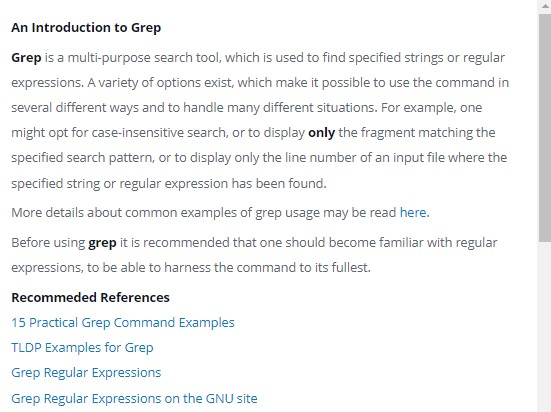 An Introduction to Grep
Grep is a multi-purpose search tool, which is used to find specified strings or regular
expressions. A variety of options exist, which make it possible to use the command in
several different ways and to handle many different situations. For example, one
might opt for case-insensitive search, or to display only the fragment matching the
specified search pattern, or to display only the line number of an input file where the
specified string or regular expression has been found.
More details about common examples of grep usage may be read here.
Before using grep it is recommended that one should become familiar with regular
expressions, to be able to harness the command to its fullest.
Recommeded References
15 Practical Grep Command Examples
TLDP Examples for Grep
Grep Regular Expressions
Grep Regular Expressions on the GNU site